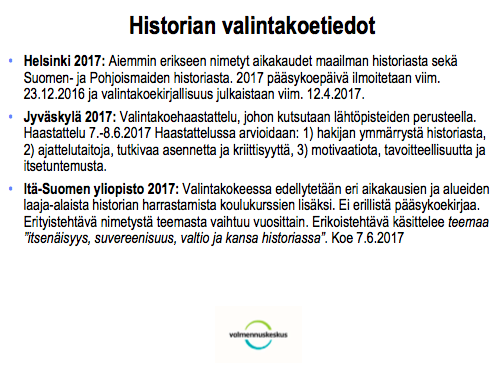 Historian valintakoetiedot
• Helsinki 2017: Aiemmin erikseen nimetyt aikakaudet maailman historiasta sekä
Suomen- ja Pohjoismaiden historiasta. 2017 pääsykoepäivä ilmoitetaan viim.
23.12.2016 ja valintakoekirjallisuus julkaistaan viim. 12.4.2017.
• Jyväskylä 2017: Valintakoehaastattelu, johon kutsutaan lähtöpisteiden perusteella.
Haastattelu 7.-8.6.2017 Haastattelussa arvioidaan: 1) hakijan ymmärrystä historiasta,
2) ajattelutaitoja, tutkivaa asennetta ja kriittisyyttä, 3) motivaatiota, tavoitteellisuutta ja
itsetuntemusta.
• Itä-Suomen yliopisto 2017: Valintakokeessa edellytetään eri aikakausien ja alueiden
laaja-alaista historian harrastamista koulukurssien lisäksi. Ei erillistä pääsykoekirjaa.
Erityistehtävä nimetystä teemasta vaihtuu vuosittain. Erikoistehtävä käsittelee teemaa
"itsenäisyys, suvereenisuus, valtio ja kansa historiassa". Koe 7.6.2017
valmennuskeskus